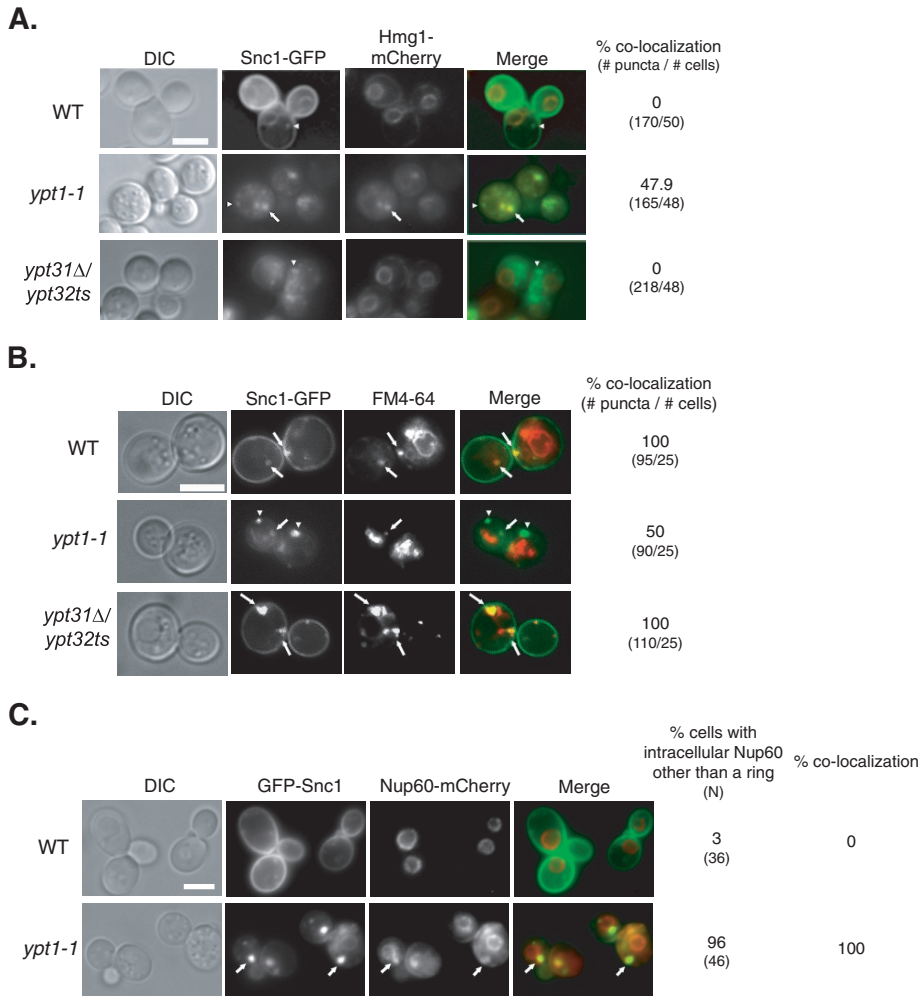 A.
DIC
Snc1-GFP
Hmg1-
mCherry
Merge
% co-localization
(# puncta / # cells)
WT
0
(170/50)
ypt1-1
47.9
(165/48)
ypt31Δ/
ypt32ts
0
(218/48)
B.
DIC
Snc1-GFP
FM4-64
Merge
% co-localization
(# puncta / # cells)
WT
100
(95/25)
ypt1-1
50
(90/25)
ypt31Δ/
ypt32ts
100
(110/25)
C.
DIC
GFP-Snc1
Nup60-mCherry
Merge
% cells with
intracellular Nup60
other than a ring
(N)
% co-localization
WT
3
(36)
0
ypt1-1
96
(46)
100